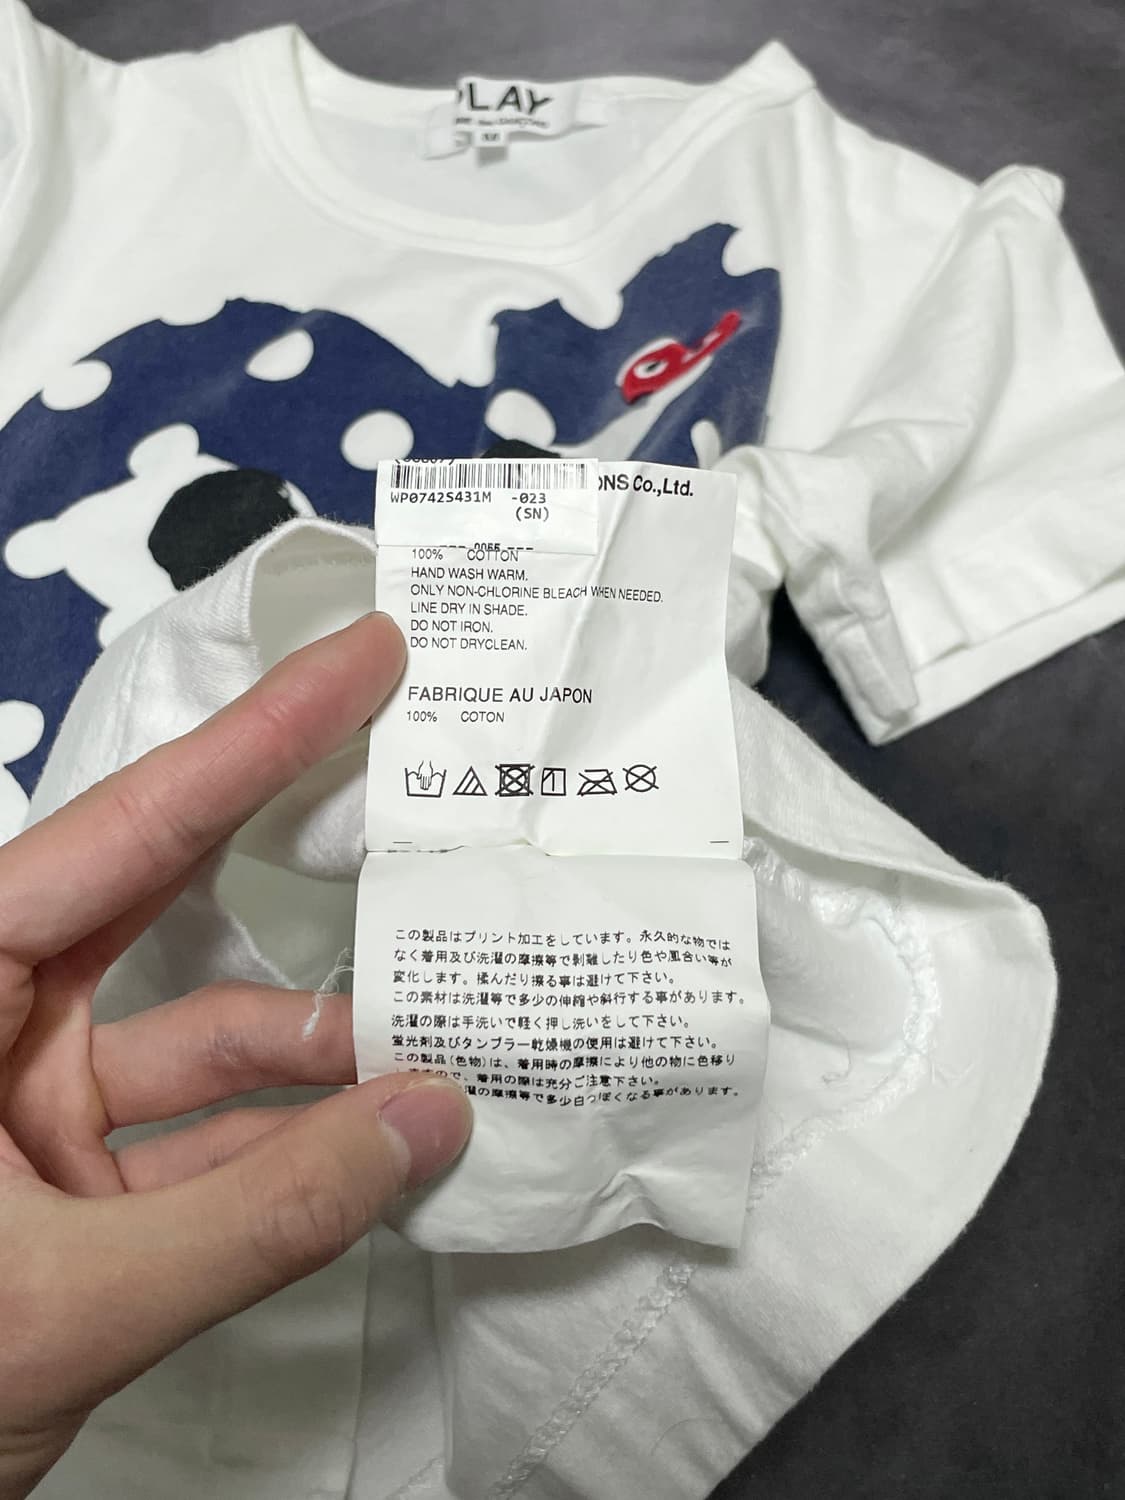 PLAY
M
ONS Co.,Ltd.
WP0742S431M -023
(SN)
100% COTTON
HAND WASH WARM.
ONLY NON-CHLORINE BLEACH WHEN NEEDED.
LINE DRY IN SHADE.
DO NOT IRON.
DO NOT DRYCLEAN.
FABRIQUE AU JAPON
100% COTON
この製品はプリント加工をしています。永久的な物では
なく着用及び洗濯の摩擦等で剥離したり色や風合い等が
変化します。揉んだり擦る事は避けて下さい。
この素材は洗濯等で多少の伸縮や斜行する事があります。
洗濯の際は手洗いで軽く押し洗いをして下さい。
蛍光剤及びタンブラー乾燥機の使用は避けて下さい。
この製品(色物)は、着用時の摩擦により他の物に色移り
しますので、着用の際は充分ご注意下さい。
濯の摩擦等で多少白っぽくなる事があります。